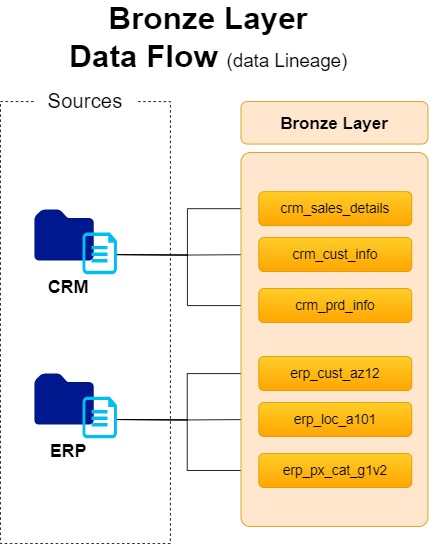 Bronze Layer
Data Flow (data Lineage)
Sources
Bronze Layer
crm_sales_details
crm_cust_info
CRM
crm_prd_info
erp_cust_az12
erp_loc_a101
ERP
erp_px_cat_g1v2